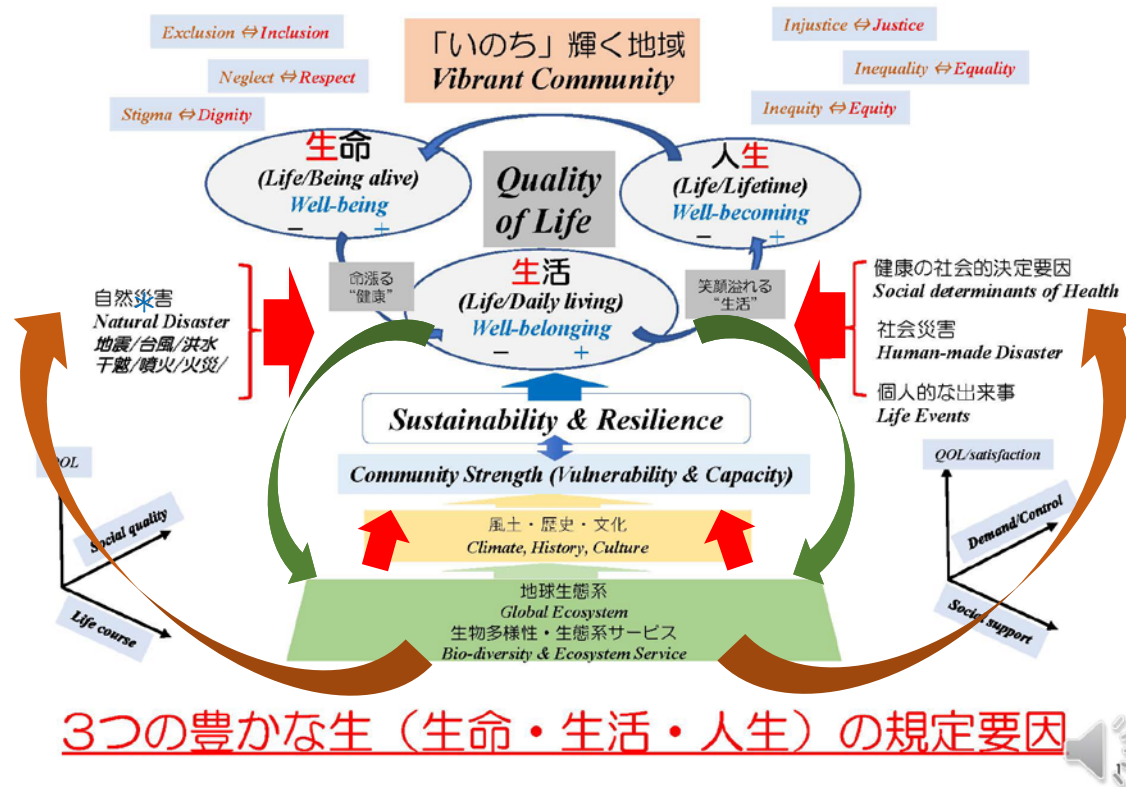 Exclusion ⇔ Inclusion
Neglect ⇔ Respect
Stigma ⇔ Dignity
「いのち」輝く地域
Vibrant Community
Injustice ⇔ Justice
Inequality ⇔ Equality
Inequity ⇔ Equity
生命
(Life/Being alive)
Well-being
− +
Quality
of Life
人生
(Life/Lifetime)
Well-becoming
− +
命漲る
“健康”
生活
(Life/Daily living)
Well-belonging
− +
笑顔溢れる
“生活”
自然災害
Natural Disaster
地震/台風/洪水
干魃/噴火/火災/
健康の社会的決定要因
Social determinants of Health
社会災害
Human-made Disaster
個人的な出来事
Life Events
Sustainability & Resilience
Community Strength (Vulnerability & Capacity)
風土・歴史・文化
Climate, History, Culture
地球生態系
Global Ecosystem
生物多様性・生態系サービス
Bio-diversity & Ecosystem Service
QOL
Social quality
Life course
QOL/satisfaction
Demand/Control
Social support
3つの豊かな生（生命・生活・人生）の規定要因